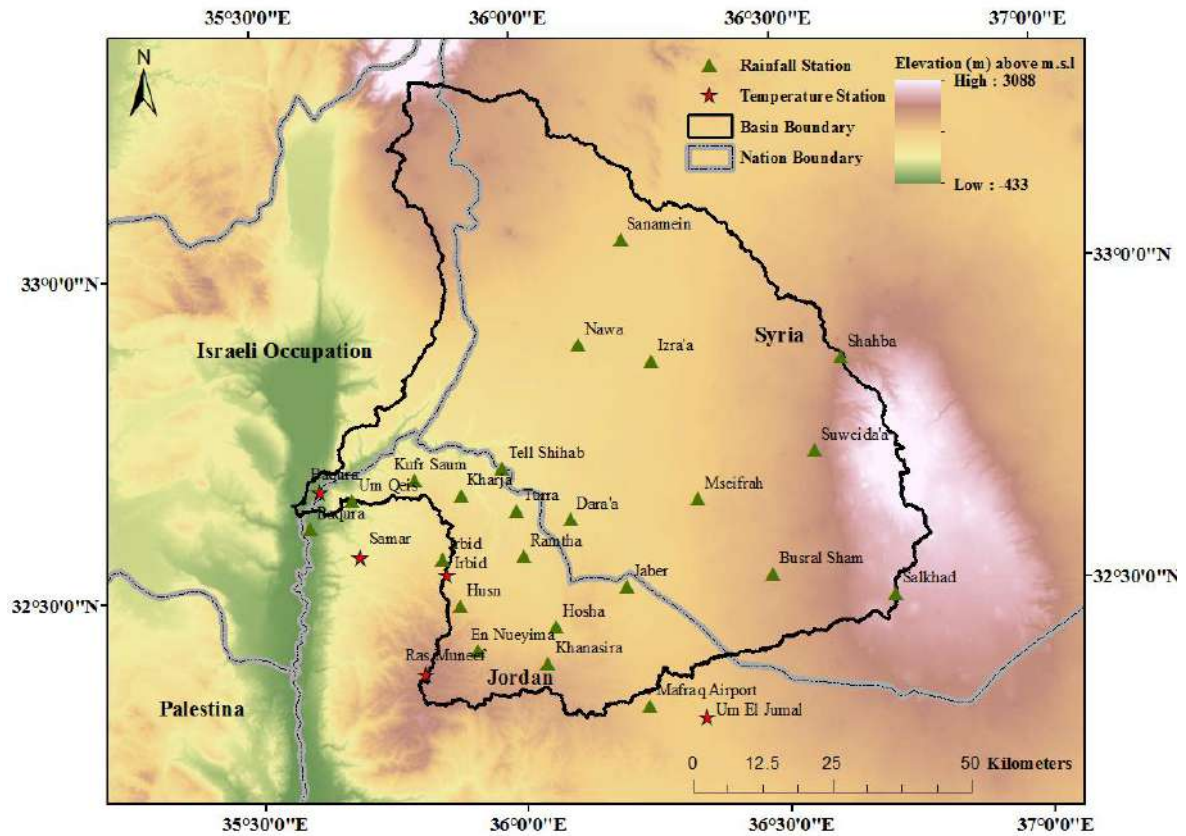 35°30'0"E 36°0'0"E 36°30'0"E 37°0'0"E
N
Rainfall Station
Temperature Station
Basin Boundary
Nation Boundary
Elevation (m) above m.s.l
High : 3088
Low : -433
33°0'0"N
33°0'0"N
Sanamein
Nawa
Izra'a
Syria
Shahba
Israeli Occupation
Suweida'a
Tell Shihab
Kufr Saum
Kharja
Mseifrah
Baqura
Um Qeis
Turra
Dara'a
Baqura
Samar
Irbid
Irbid
Ramtha
Jaber
Busral Sham
Salkhad
32°30'0"N
32°30'0"N
Husn
Hosha
En Nueyima
Khanasira
Ras Muneef
Jordan
Palestina
Mafraq Airport
Um El Jumal
0 12.5 25 50 Kilometers
35°30'0"E 36°0'0"E 36°30'0"E 37°0'0"E